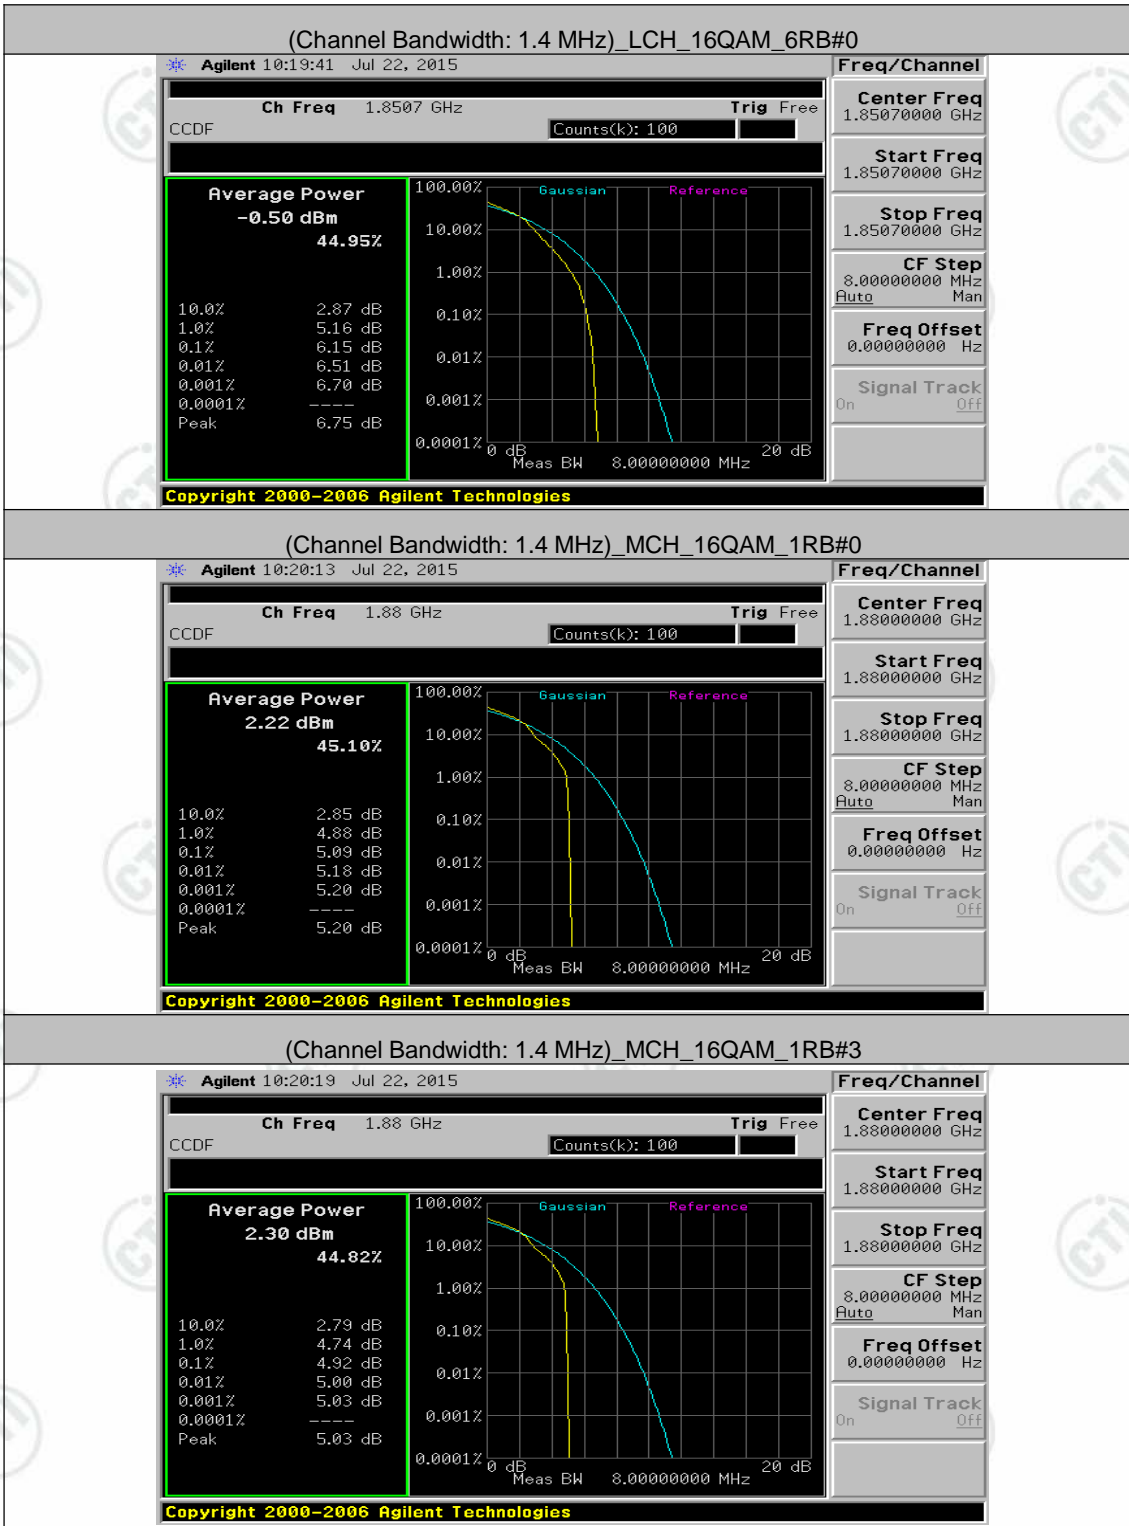 (Channel Bandwidth: 1.4 MHz)_LCH_16QAM_6RB#0
Agilent 10:19:41 Jul 22, 2015
Freq/Channel
Ch Freq 1.8507 GHz Trig Free
CCDF Counts(k): 100
Average Power
-0.50 dBm
44.95%
10.0% 2.87 dB
1.0% 5.16 dB
0.1% 6.15 dB
0.01% 6.51 dB
0.001% 6.70 dB
0.0001% ----
Peak 6.75 dB
Gaussian Reference
100.00%
10.00%
1.00%
0.10%
0.01%
0.001%
0.0001%
0 dB 20 dB
Meas BW 8.00000000 MHz
Center Freq
1.85070000 GHz
Start Freq
1.85070000 GHz
Stop Freq
1.85070000 GHz
CF Step
8.00000000 MHz
Auto Man
Freq Offset
0.00000000 Hz
Signal Track
On Off
Copyright 2000-2006 Agilent Technologies
(Channel Bandwidth: 1.4 MHz)_MCH_16QAM_1RB#0
Agilent 10:20:13 Jul 22, 2015
Freq/Channel
Ch Freq 1.88 GHz Trig Free
CCDF Counts(k): 100
Average Power
2.22 dBm
45.10%
10.0% 2.85 dB
1.0% 4.88 dB
0.1% 5.09 dB
0.01% 5.18 dB
0.001% 5.20 dB
0.0001% ----
Peak 5.20 dB
Gaussian Reference
100.00%
10.00%
1.00%
0.10%
0.01%
0.001%
0.0001%
0 dB 20 dB
Meas BW 8.00000000 MHz
Center Freq
1.88000000 GHz
Start Freq
1.88000000 GHz
Stop Freq
1.88000000 GHz
CF Step
8.00000000 MHz
Auto Man
Freq Offset
0.00000000 Hz
Signal Track
On Off
Copyright 2000-2006 Agilent Technologies
(Channel Bandwidth: 1.4 MHz)_MCH_16QAM_1RB#3
Agilent 10:20:19 Jul 22, 2015
Freq/Channel
Ch Freq 1.88 GHz Trig Free
CCDF Counts(k): 100
Average Power
2.30 dBm
44.82%
10.0% 2.79 dB
1.0% 4.74 dB
0.1% 4.92 dB
0.01% 5.00 dB
0.001% 5.03 dB
0.0001% ----
Peak 5.03 dB
Gaussian Reference
100.00%
10.00%
1.00%
0.10%
0.01%
0.001%
0.0001%
0 dB 20 dB
Meas BW 8.00000000 MHz
Center Freq
1.88000000 GHz
Start Freq
1.88000000 GHz
Stop Freq
1.88000000 GHz
CF Step
8.00000000 MHz
Auto Man
Freq Offset
0.00000000 Hz
Signal Track
On Off
Copyright 2000-2006 Agilent Technologies
CTI
CTI
CTI
CTI
CTI
CTI
CTI
CTI